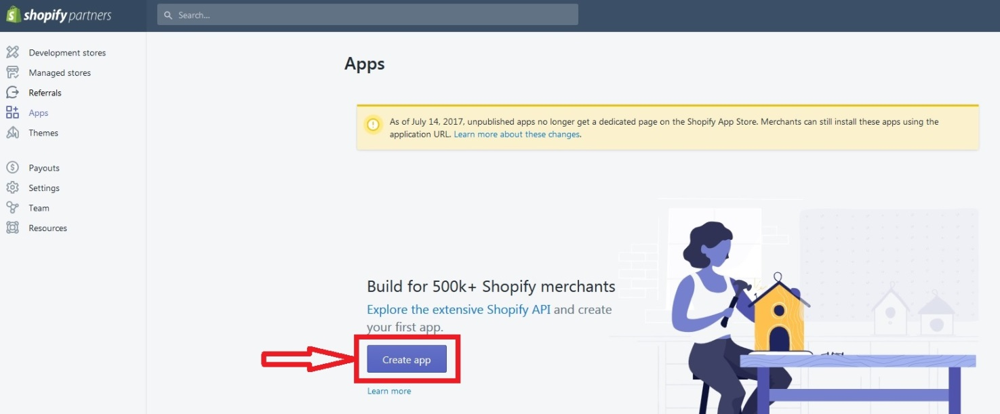 shopify partners
Search...
Development stores
Managed stores
Referrals
Apps
Themes
Payouts
Settings
Team
Resources
Apps
As of July 14, 2017, unpublished apps no longer get a dedicated page on the Shopify App Store. Merchants can still install these apps using the
application URL. Learn more about these changes.
Build for 500k+ Shopify merchants
Explore the extensive Shopify API and create
your first app.
Create app
Learn more